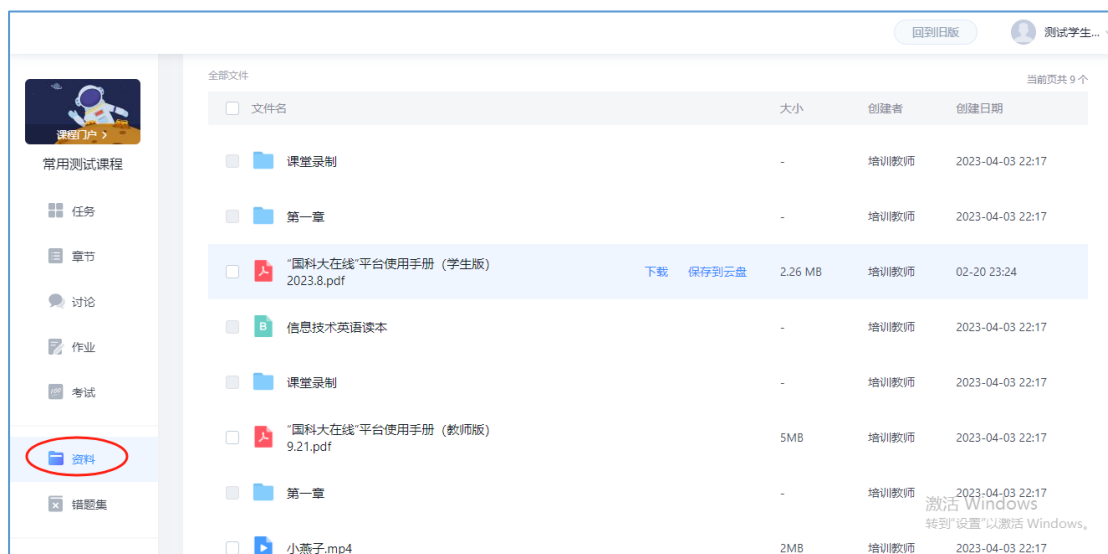 回到旧版 测试学生...
课程门户 >
常用测试课程
任务
章节
讨论
作业
考试
资料
错题集
全部文件 当前页共 9 个
文件名 大小 创建者 创建日期
课堂录制 - 培训教师 2023-04-03 22:17
第一章 - 培训教师 2023-04-03 22:17
“国科大在线”平台使用手册（学生版）
2023.8.pdf 下载 保存到云盘 2.26 MB 培训教师 02-20 23:24
B 信息技术英语读本 - 培训教师 2023-04-03 22:17
课堂录制 - 培训教师 2023-04-03 22:17
“国科大在线”平台使用手册（教师版）
9.21.pdf 5MB 培训教师 2023-04-03 22:17
第一章 - 培训教师 2023-04-03 22:17
小燕子.mp4 2MB 培训教师 2023-04-03 22:17
激活 Windows
转到“设置”以激活 Windows。